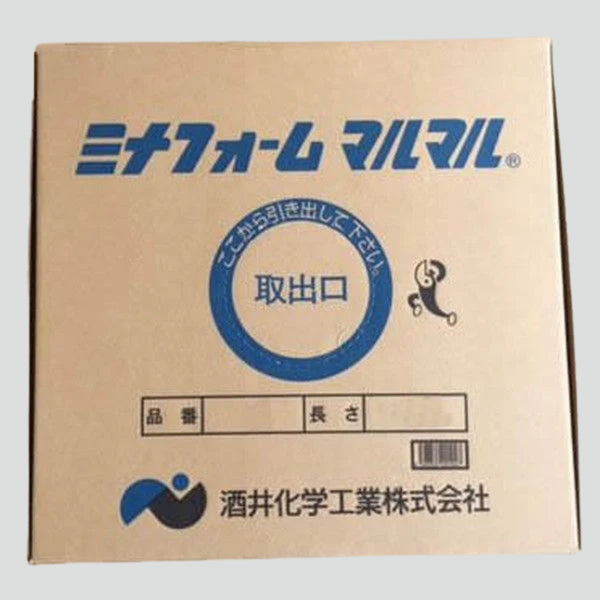 ミナフォーム マルマル®
ここから引き出して下さい。
取出口
品番 長さ
酒井化学工業株式会社